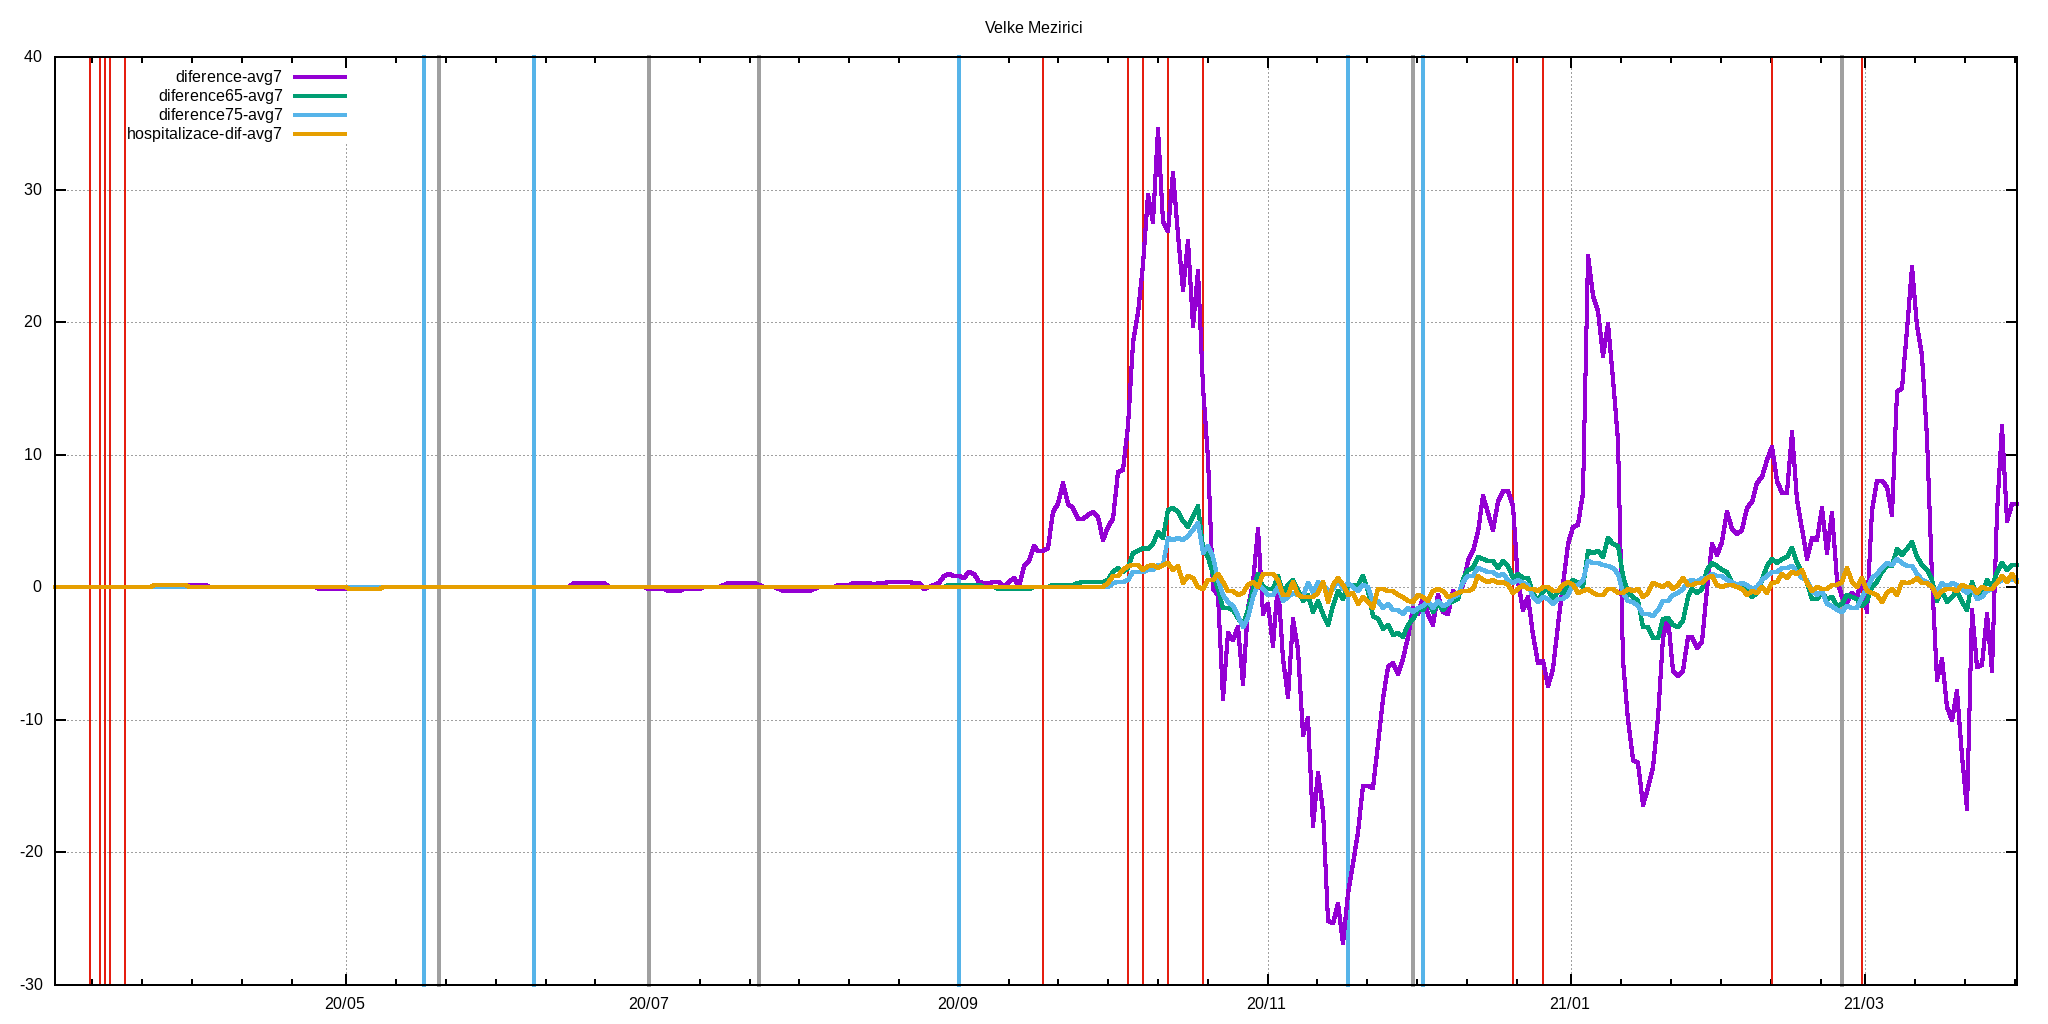 Velke Mezirici
40
diference-avg7
diference65-avg7
diference75-avg7
hospitalizace-dif-avg7
30
20
10
0
-10
-20
-30
20/05 20/07 20/09 20/11 21/01 21/03